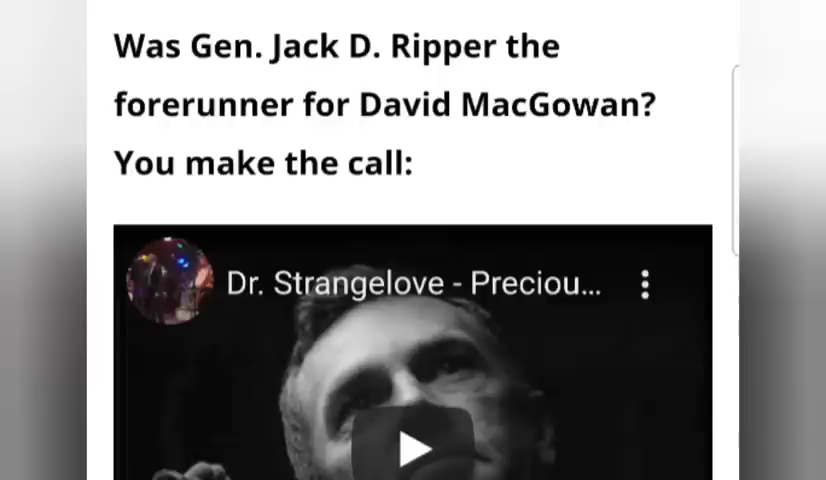 Was Gen. Jack D. Ripper the
forerunner for David MacGowan?
You make the call:
Dr. Strangelove - Preciou...